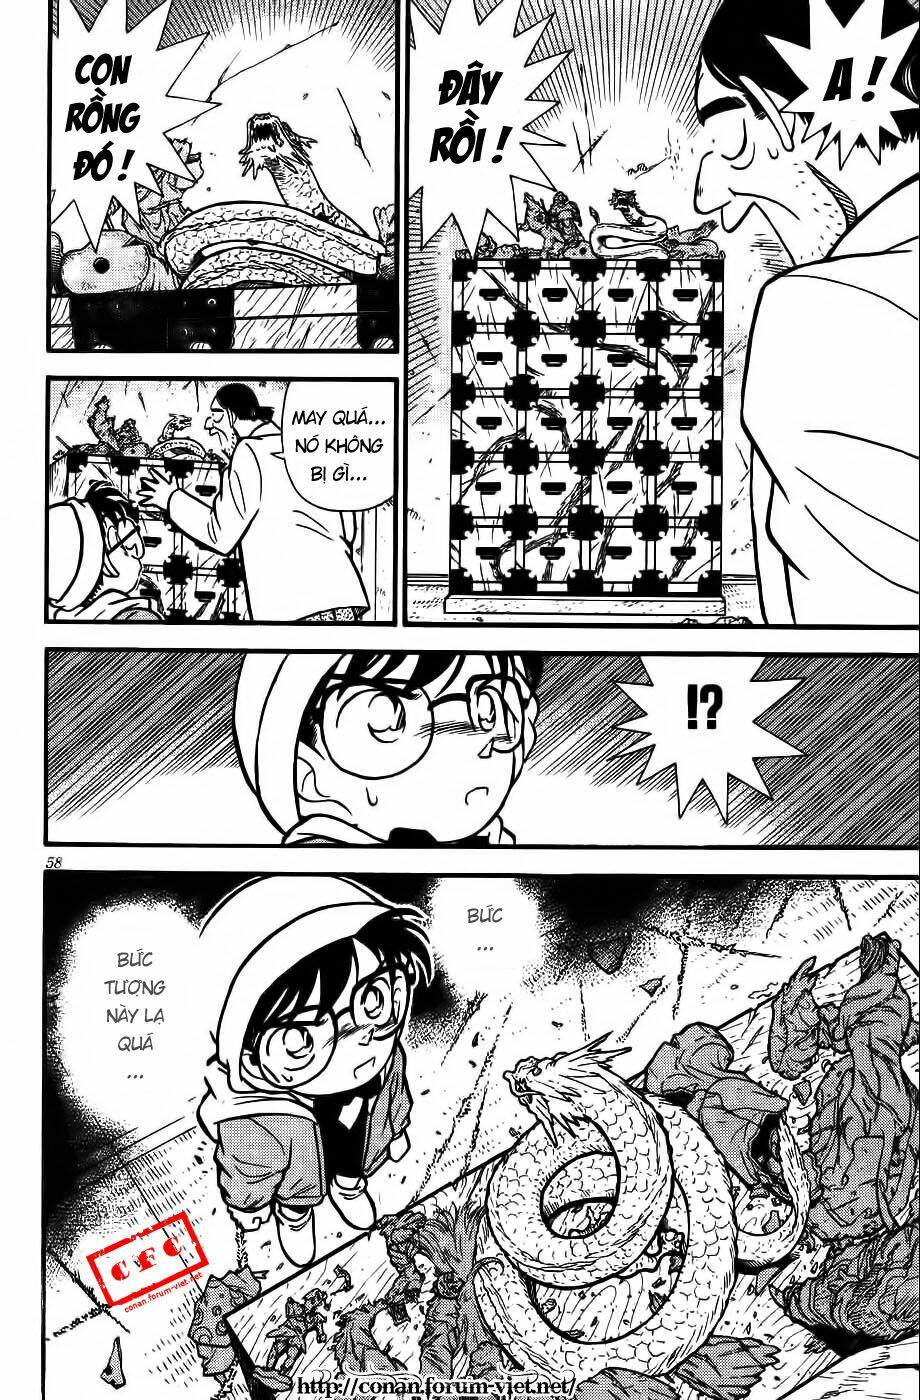 A !
ĐÂY
RỒI !
CON
RỒNG
ĐÓ !
MAY QUÁ...
NÓ KHÔNG
BỊ GÌ...
!?
58
BỨC
...
BỨC
TƯỢNG
NÀY LẠ
QUÁ
...
CFC
conan.forum-viet.net
http://conan.forum-viet.net/